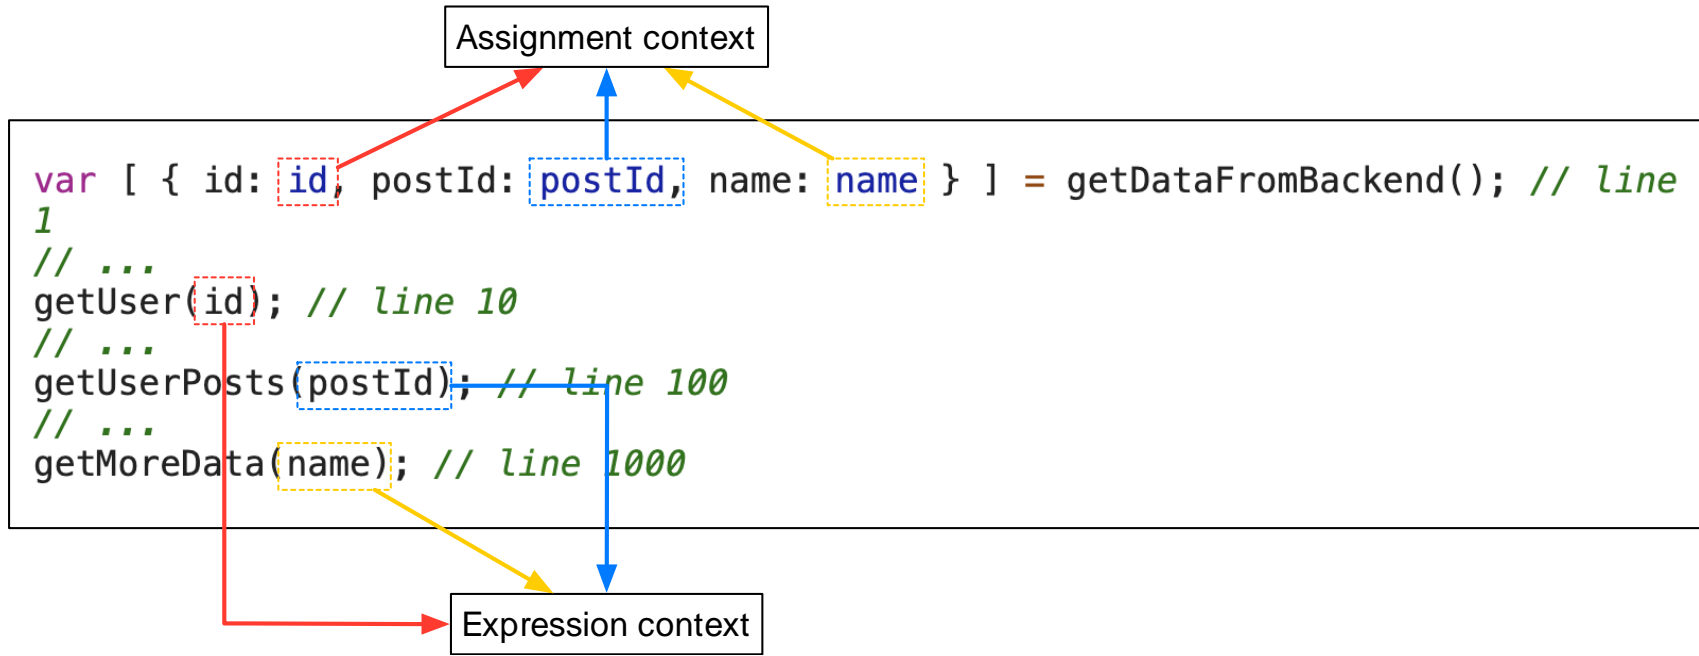 Assignment context
var [ { id: id, postId: postId, name: name } ] = getDataFromBackend(); // line
1
// ...
getUser(id); // line 10
// ...
getUserPosts(postId); // line 100
// ...
getMoreData(name); // line 1000
Expression context